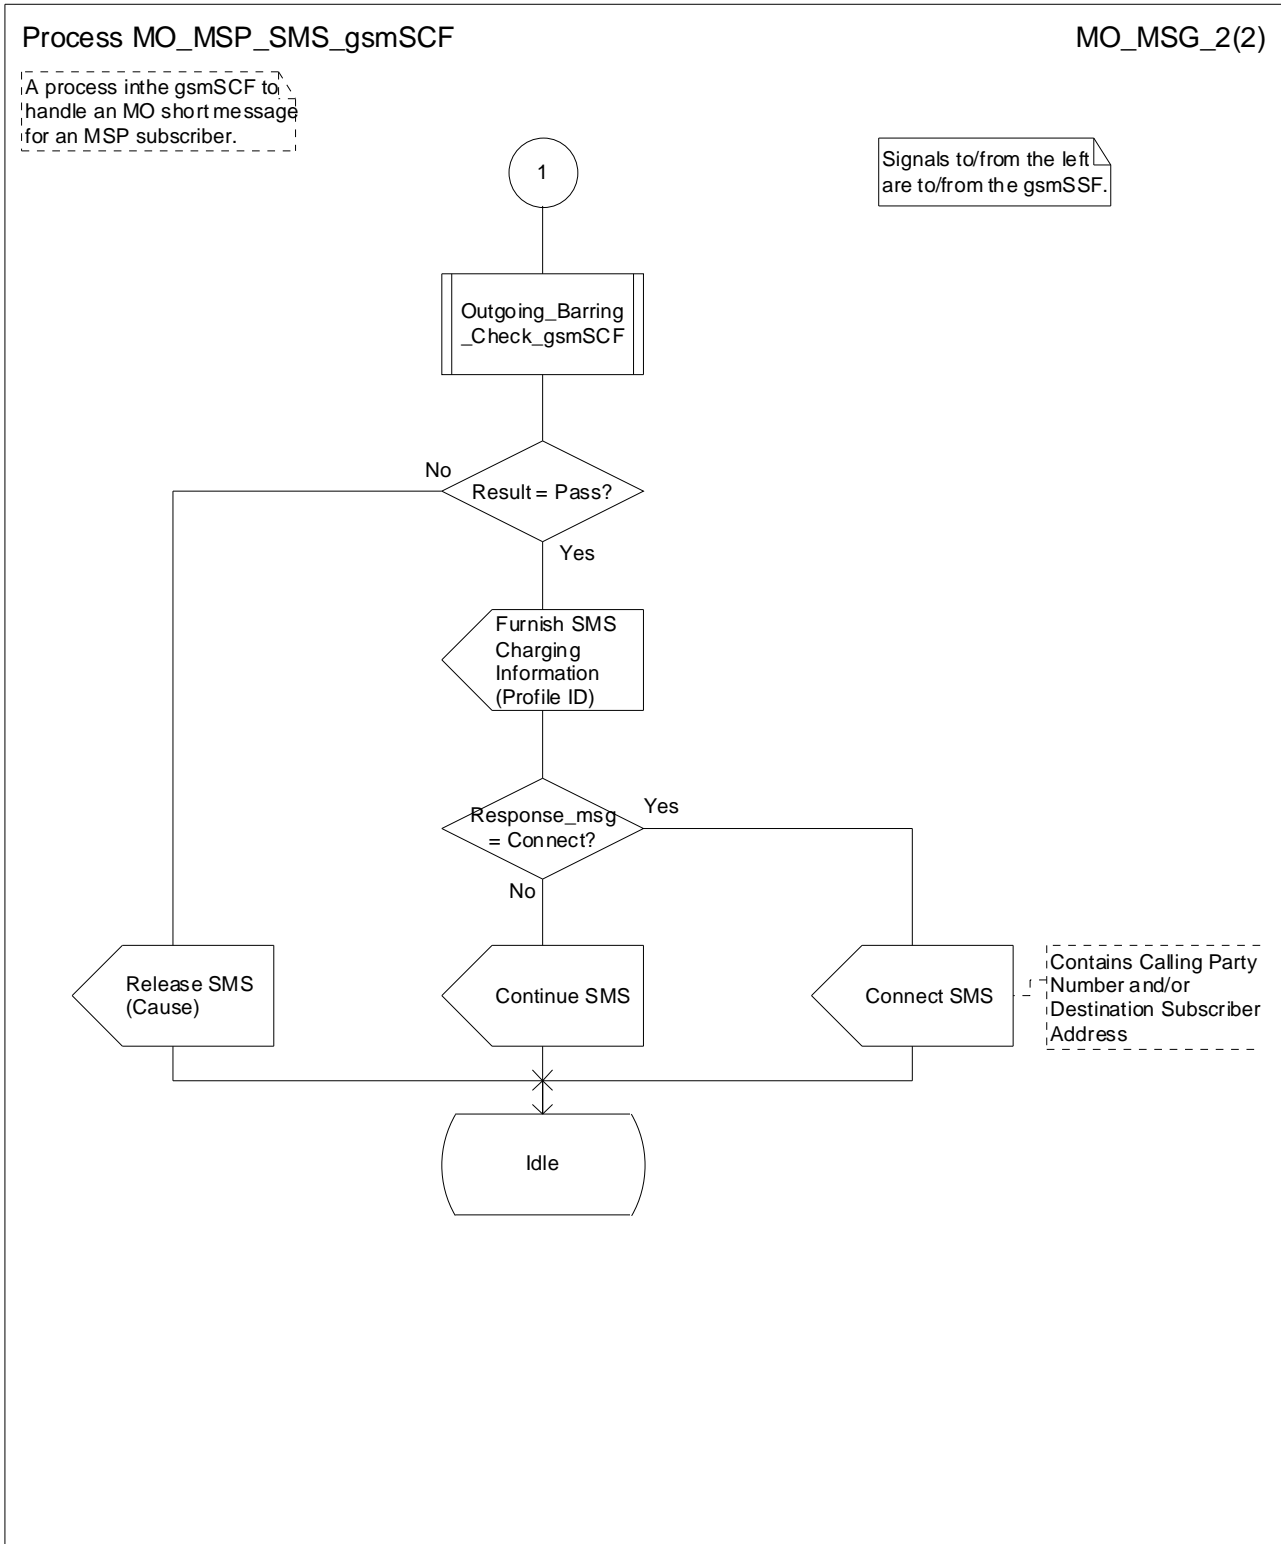 Process MO_MSP_SMS_gsmSCF
MO_MSG_2(2)
A process inthe gsmSCF to
handle an MO short message
for an MSP subscriber.
Signals to/from the left
are to/from the gsmSSF.
1
Outgoing_Barring
_Check_gsmSCF
No
Result = Pass?
Yes
Furnish SMS
Charging
Information
(Profile ID)
Response_msg
= Connect?
Yes
No
Release SMS
(Cause)
Continue SMS
Connect SMS
Contains Calling Party
Number and/or
Destination Subscriber
Address
Idle